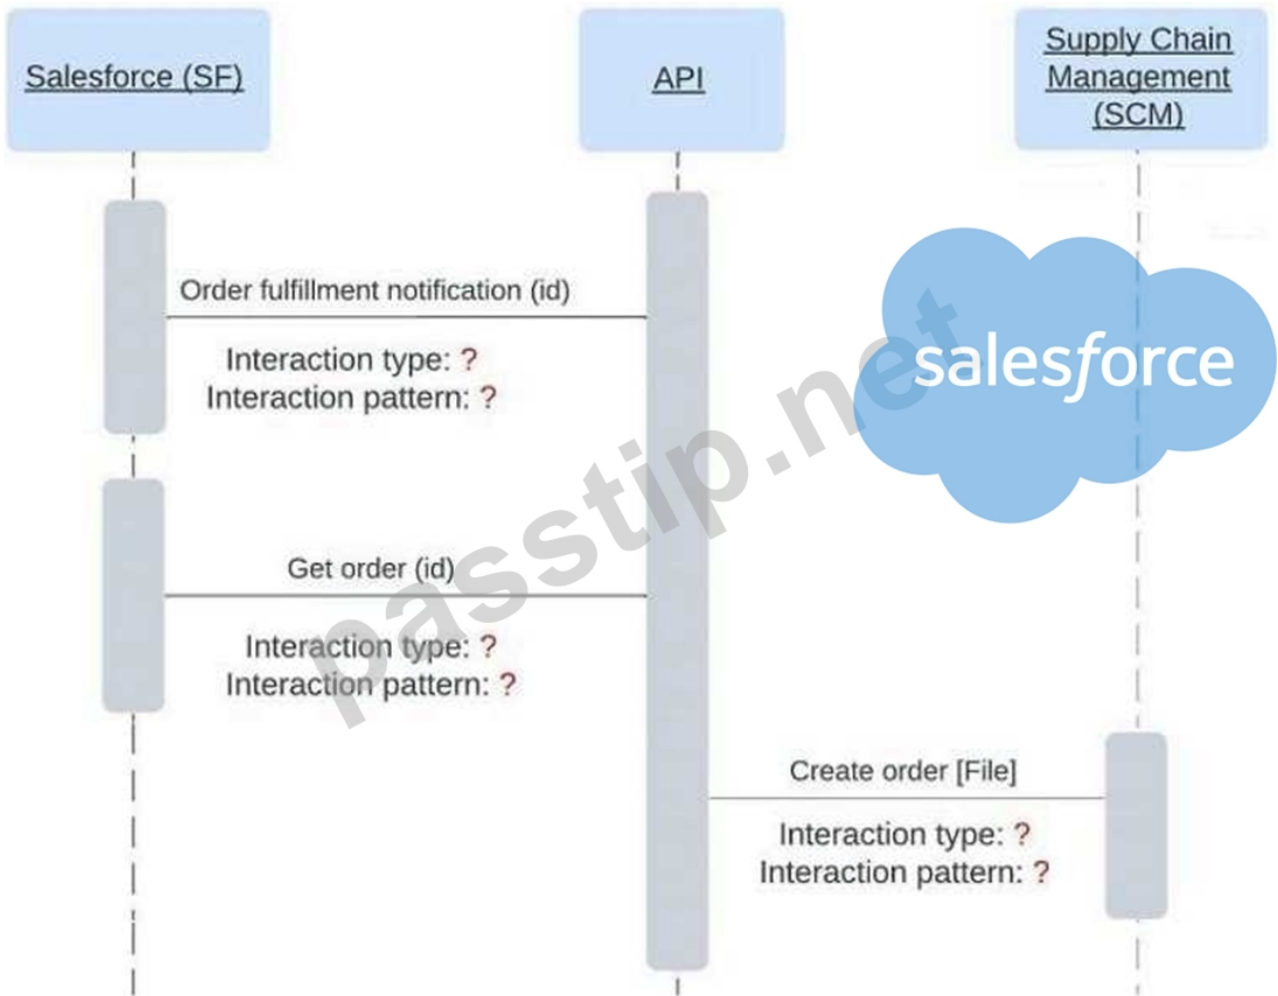 Salesforce (SF)
API
Supply Chain
Management
(SCM)
Order fulfillment notification (id)
Interaction type: ?
Interaction pattern: ?
salesforce
Get order (id)
Interaction type: ?
Interaction pattern: ?
Create order [File]
Interaction type: ?
Interaction pattern: ?
passtip.net